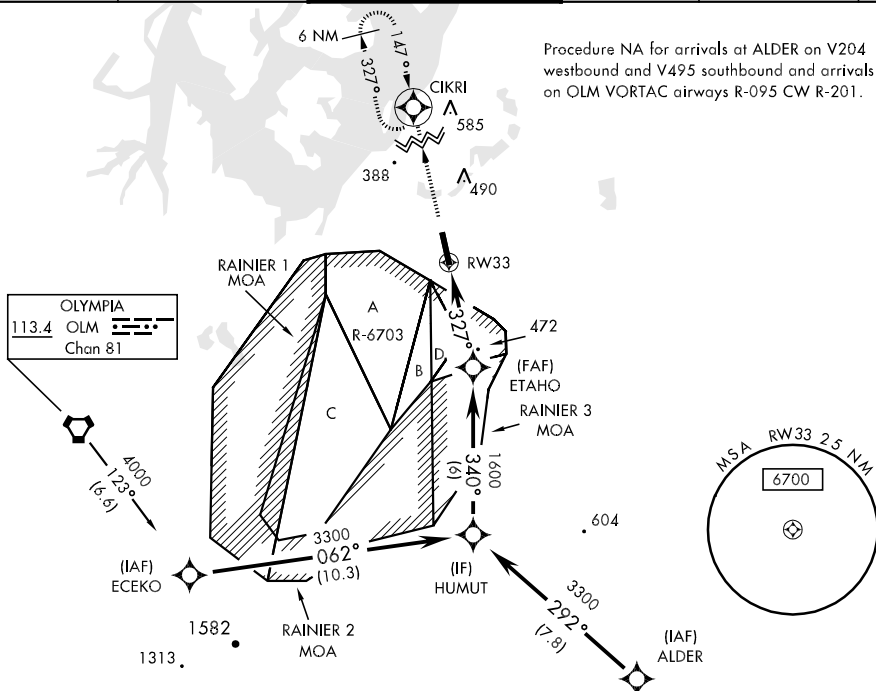 6 NM
147°
327°
CIKRI
585
388
490
Procedure NA for arrivals at ALDER on V204
westbound and V495 southbound and arrivals
on OLM VORTAC airways R-095 CW R-201.
RAINIER 1
MOA
RW33
A
R-6703
327°
472
OLYMPIA
113.4 OLM
Chan 81
B
D
(FAF)
ETAHO
C
RAINIER 3
MOA
4000
123°
(6.6)
1600
340°
(6)
MSA RW33 25 NM
6700
604
3300
062°
(10.3)
(IAF)
ECEKO
(IF)
HUMUT
3300
292°
(7.8)
1582
1313
RAINIER 2
MOA
(IAF)
ALDER